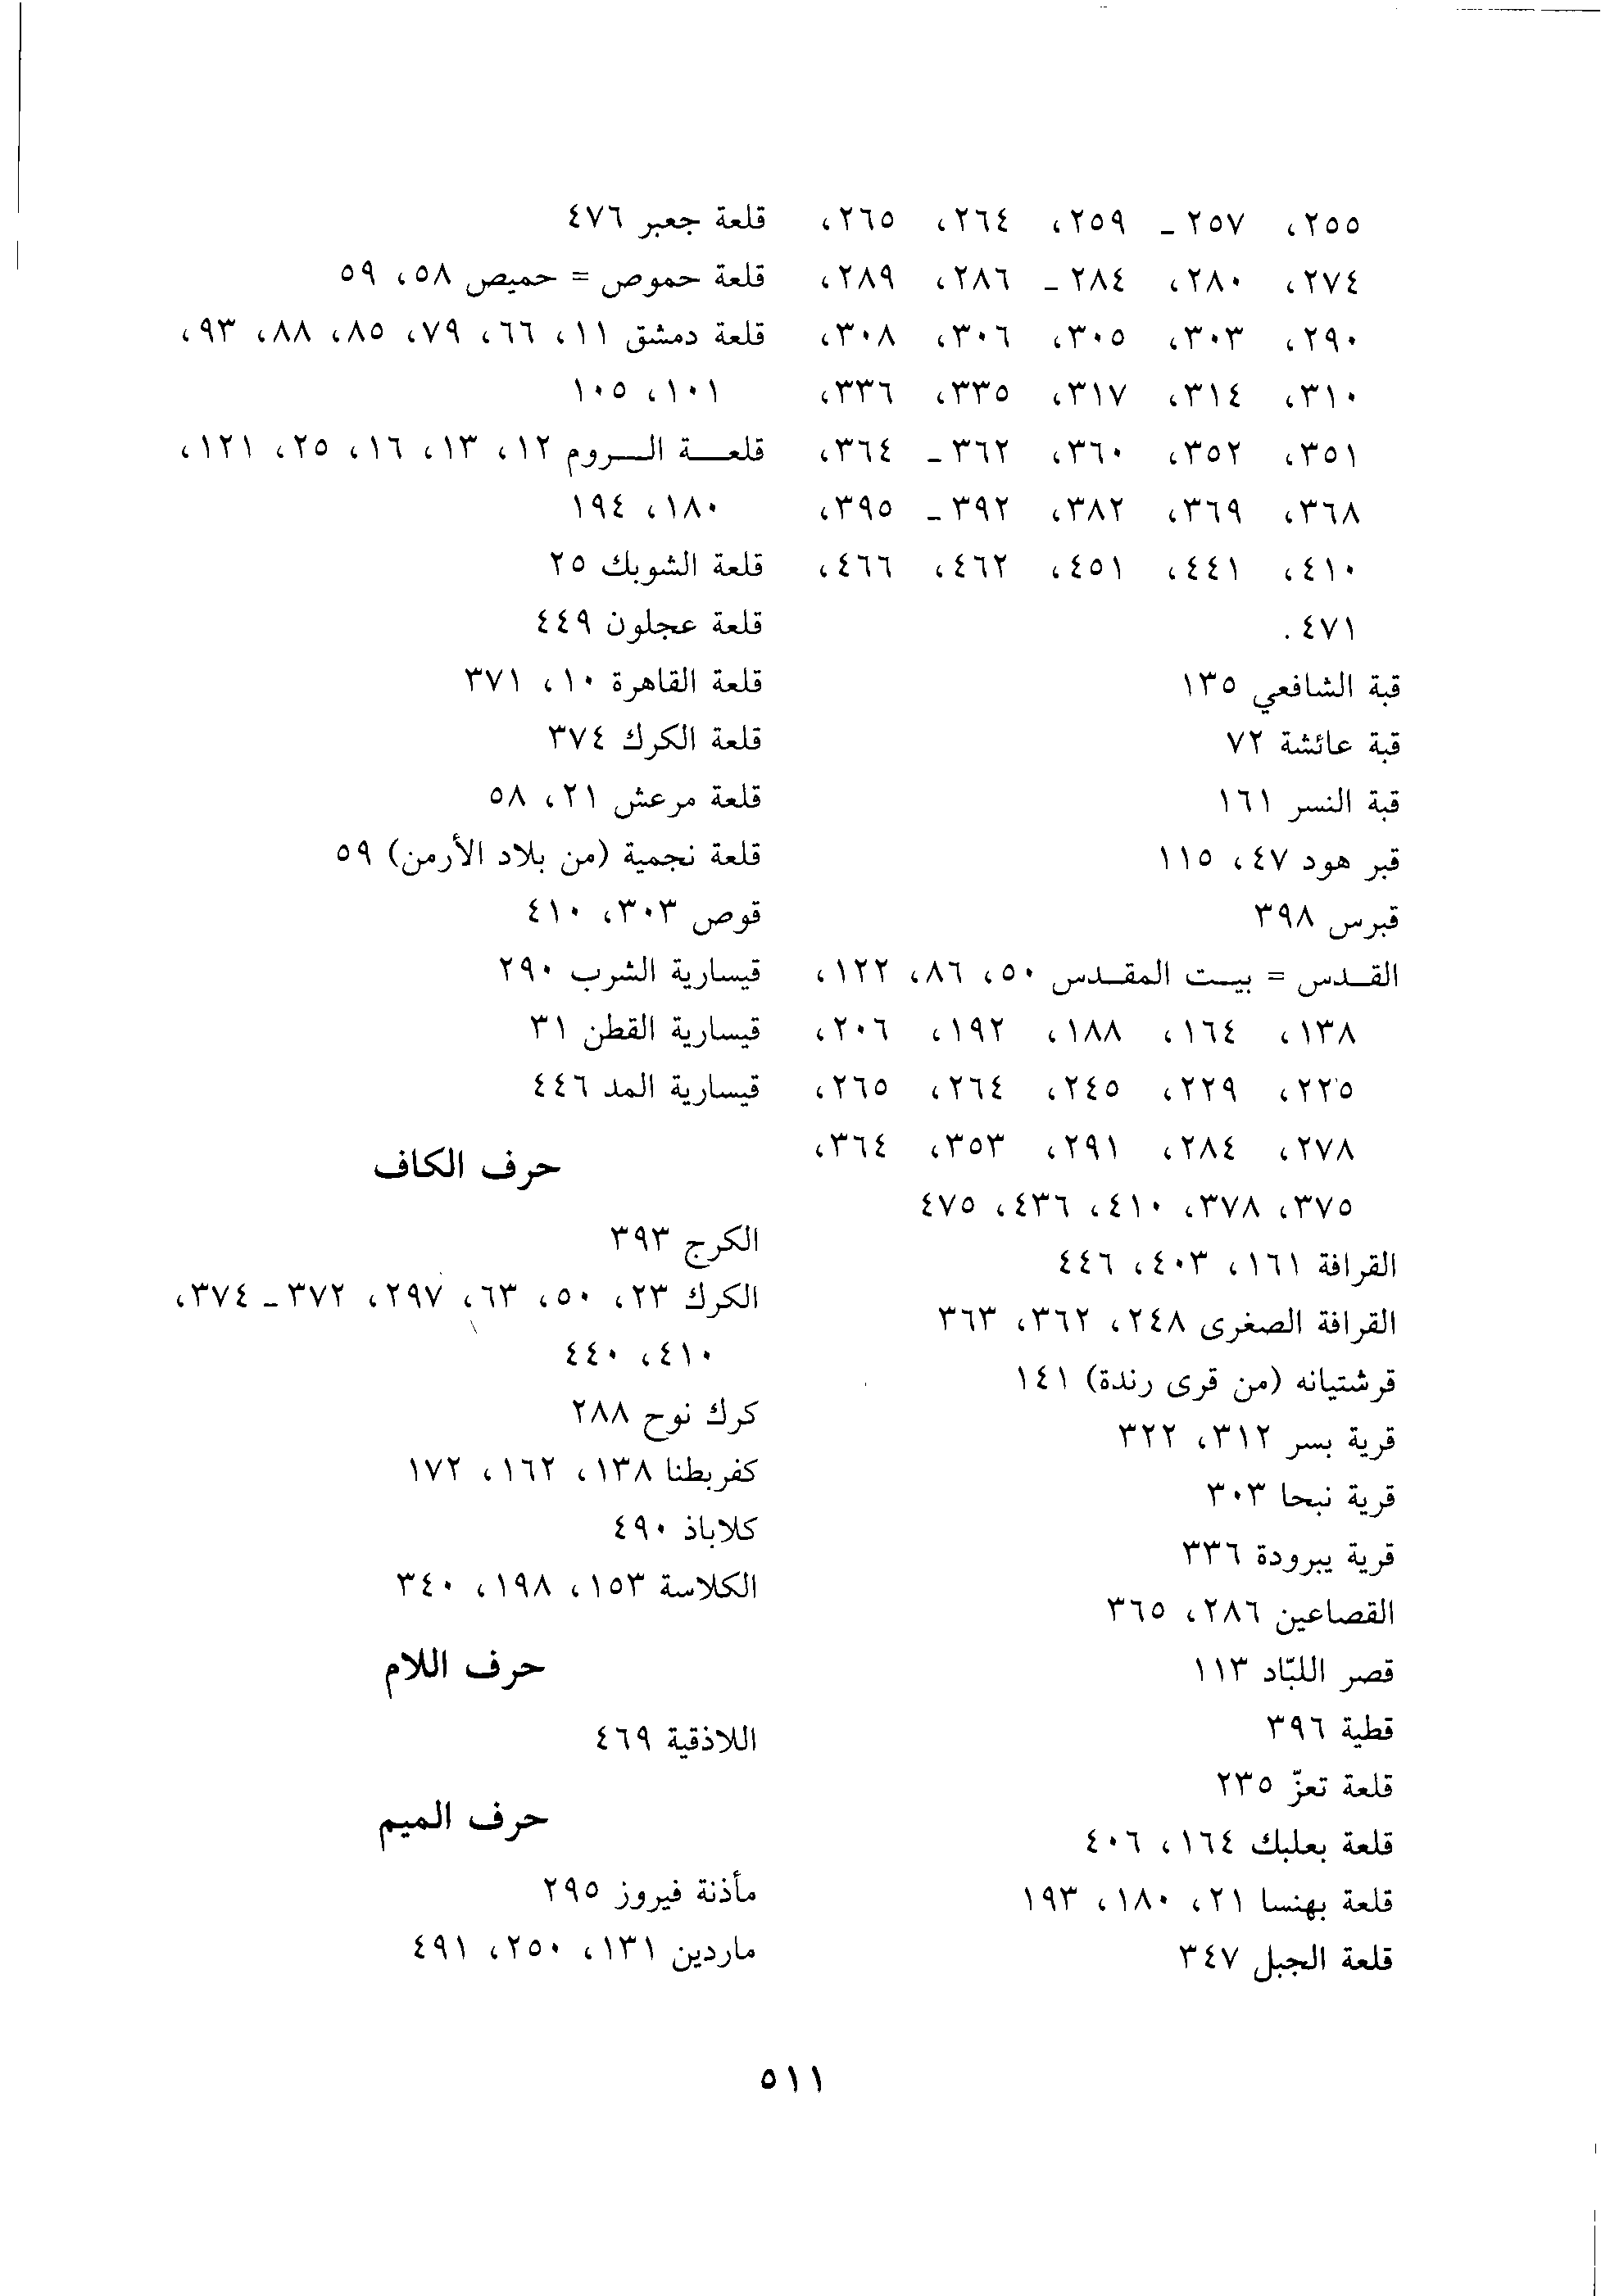 ٢٥٥، ٢٥٧ - ٢٥٩، ٢٦٤، ٢٦٥،
٢٧٤، ٢٨٠، ٢٨٤ - ٢٨٦، ٢٨٩،
٢٩٠، ٣٠٣، ٣٠٥، ٣٠٦، ٣٠٨،
٣١٠، ٣١٤، ٣١٧، ٣٣٥، ٣٣٦،
٣٥١، ٣٥٢، ٣٦٠، ٣٦٢ - ٣٦٤،
٣٦٨، ٣٦٩، ٣٨٢، ٣٩٢ - ٣٩٥،
٤١٠، ٤٤١، ٤٥١، ٤٦٢، ٤٦٦،
٤٧١.
قبة الشافعي ١٣٥
قبة عائشة ٧٢
قبة النسر ١٦١
قبر هود ٤٧، ١١٥
قبرس ٣٩٨
القدس = بيت المقدس ٥٠، ٨٦، ١٢٢،
١٣٨، ١٦٤، ١٨٨، ١٩٢، ٢٠٦،
٢٢٥، ٢٢٩، ٢٤٥، ٢٦٤، ٢٦٥،
٢٧٨، ٢٨٤، ٢٩١، ٣٥٣، ٣٦٤،
٣٧٥، ٣٧٨، ٤١٠، ٤٣٦، ٤٧٥
القرافة ١٦١، ٤٠٣، ٤٤٦
القرافة الصغرى ٢٤٨، ٣٦٢، ٣٦٣
قرشتيانه (من قرى رندة) ١٤١
قرية بسر ٣١٢، ٣٢٢
قرية نبحا ٣٠٣
قرية يبرودة ٣٣٦
القصاعين ٢٨٦، ٣٦٥
قصر اللبّاد ١١٣
قطية ٣٩٦
قلعة تعزّ ٢٣٥
قلعة بعلبك ١٦٤، ٤٠٦
قلعة بهنسا ٢١، ١٨٠، ١٩٣
قلعة الجبل ٣٤٧
قلعة جعبر ٤٧٦
قلعة حموص = حميص ٥٨، ٥٩
قلعة دمشق ١١، ٦٦، ٧٩، ٨٥، ٨٨، ٩٣،
١٠١، ١٠٥
قلعة الروم ١٢، ١٣، ١٦، ٢٥، ١٢١،
١٨٠، ١٩٤
قلعة الشوبك ٢٥
قلعة عجلون ٤٤٩
قلعة القاهرة ١٠، ٣٧١
قلعة الكرك ٣٧٤
قلعة مرعش ٢١، ٥٨
قلعة نجمية (من بلاد الأرمن) ٥٩
قوص ٣٠٣، ٤١٠
قيسارية الشرب ٢٩٠
قيسارية القطن ٣١
قيسارية المد ٤٤٦
حرف الكاف
الكرج ٣٩٣
الكرك ٢٣، ٥٠، ٦٣، ٢٩٧، ٣٧٢ - ٣٧٤،
٤١٠، ٤٤٠
كرك نوح ٢٨٨
كفربطنا ١٣٨، ١٦٢، ١٧٢
كلاباذ ٤٩٠
الكلاسة ١٥٣، ١٩٨، ٣٤٠
حرف اللام
اللاذقية ٤٦٩
حرف الميم
مأذنة فيروز ٢٩٥
ماردين ١٣١، ٢٥٠، ٤٩١
٥١١